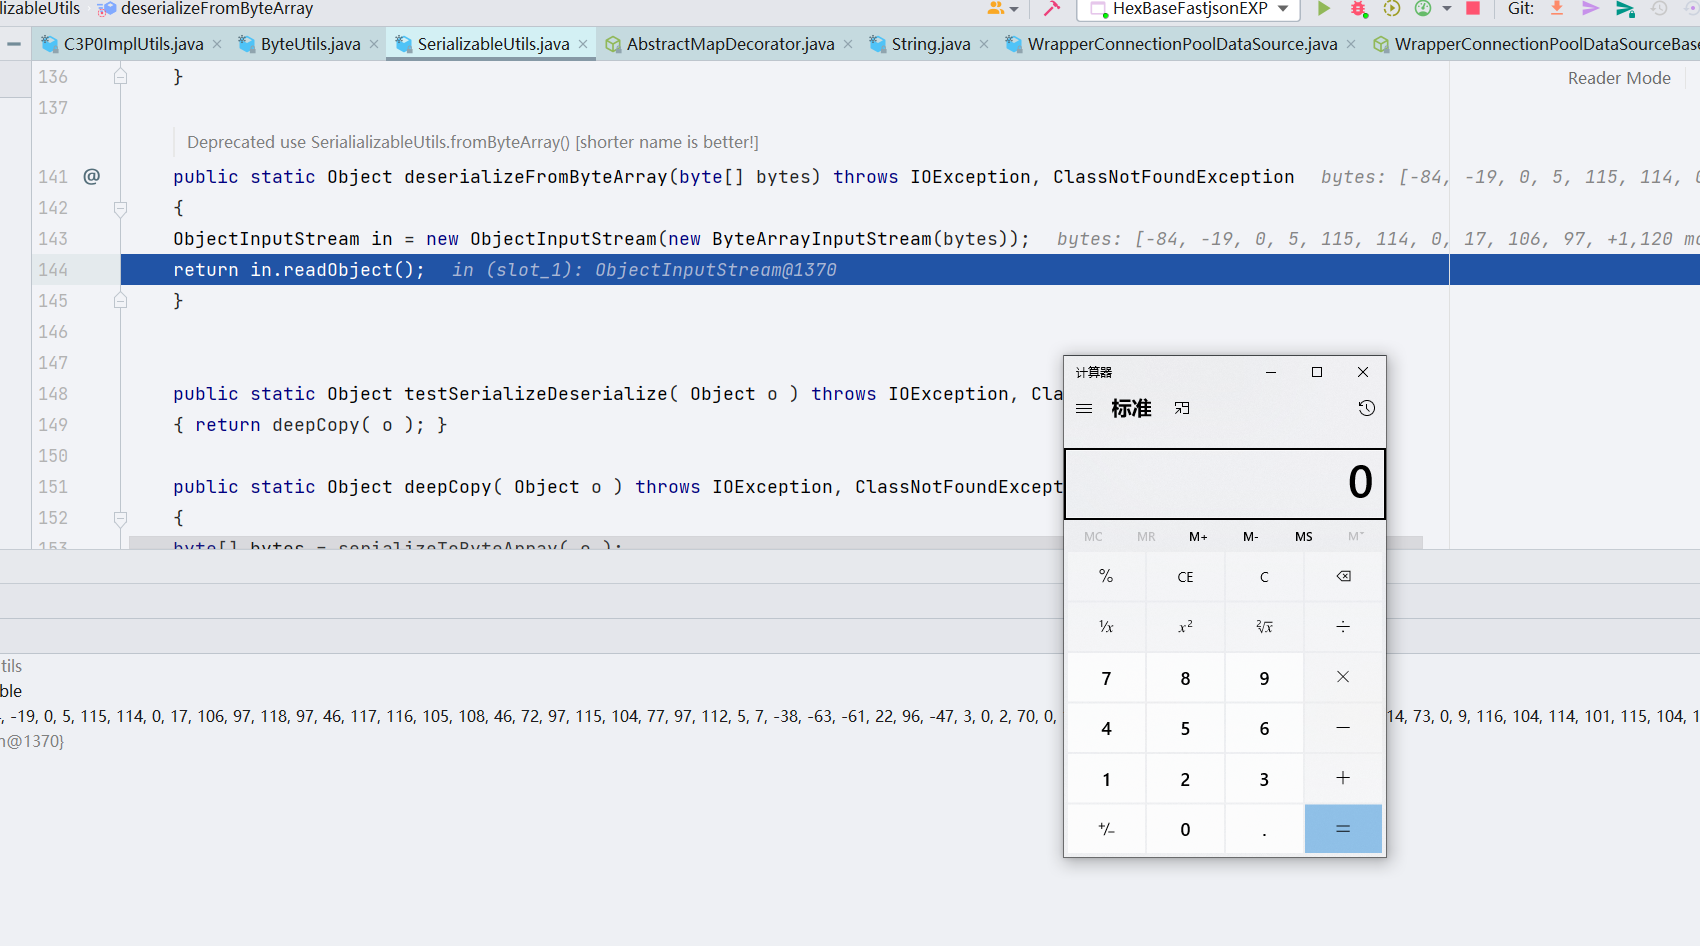 lizableUtils deserializeFromByteArray HexBaseFastjsonEXP Git:
C3P0ImplUtils.java ByteUtils.java SerializableUtils.java AbstractMapDecorator.java String.java WrapperConnectionPoolDataSource.java WrapperConnectionPoolDataSourceBas
136 }
Reader Mode
137
Deprecated use SerialializableUtils.fromByteArray() [shorter name is better!]
141 @ public static Object deserializeFromByteArray(byte[] bytes) throws IOException, ClassNotFoundException bytes: [-84, -19, 0, 5, 115, 114, 0
142 {
143 ObjectInputStream in = new ObjectInputStream(new ByteArrayInputStream(bytes)); bytes: [-84, -19, 0, 5, 115, 114, 0, 17, 106, 97, +1,120 mo
144 return in.readObject(); in (slot_1): ObjectInputStream@1370
145 }
146
147
148 public static Object testSerializeDeserialize( Object o ) throws IOException, Cla
149 { return deepCopy( o ); }
150
151 public static Object deepCopy( Object o ) throws IOException, ClassNotFoundExcept
152 {
153 byte[] bytes = serializeToByteArray( o );
计算器
标准
0
MC MR M+ M- MS M˅
% CE C
¹/x x² ²√x ÷
7 8 9 ×
4 5 6 −
1 2 3 +
+/− 0 . =
tils
ble
, -19, 0, 5, 115, 114, 0, 17, 106, 97, 118, 97, 46, 117, 116, 105, 108, 46, 72, 97, 115, 104, 77, 97, 112, 5, 7, -38, -63, -61, 22, 96, -47, 3, 0, 2, 70, 0, 14, 73, 0, 9, 116, 104, 114, 101, 115, 104, 1
@1370}